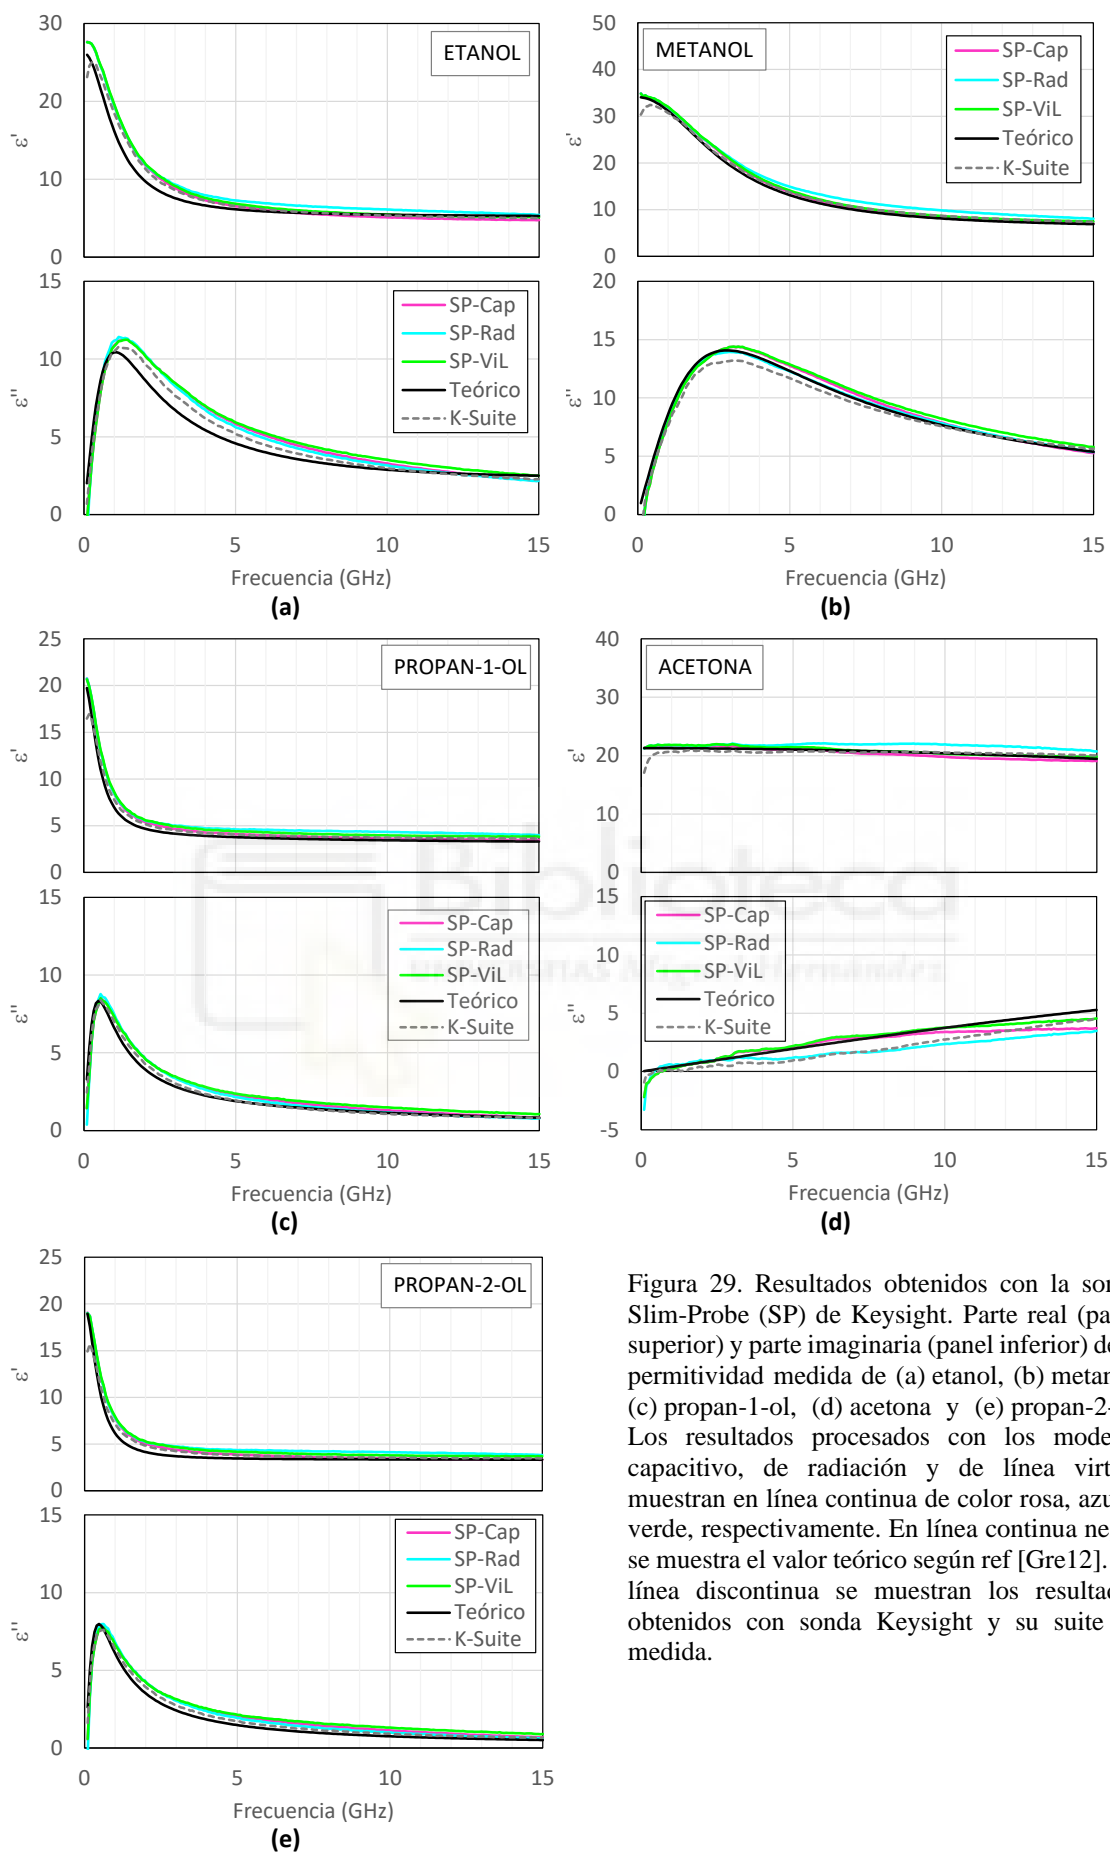 30
20
10
0
ε'
ETANOL
15
10
5
0
ε''
SP-Cap
SP-Rad
SP-ViL
Teórico
K-Suite
0 5 10 15
Frecuencia (GHz)
(a)
50
40
30
20
10
0
ε'
METANOL
SP-Cap
SP-Rad
SP-ViL
Teórico
K-Suite
20
15
10
5
0
ε''
0 5 10 15
Frecuencia (GHz)
(b)
25
20
15
10
5
0
ε'
PROPAN-1-OL
15
10
5
0
ε''
SP-Cap
SP-Rad
SP-ViL
Teórico
K-Suite
0 5 10 15
Frecuencia (GHz)
(c)
40
30
20
10
0
ε'
ACETONA
15
10
5
0
-5
ε''
SP-Cap
SP-Rad
SP-ViL
Teórico
K-Suite
0 5 10 15
Frecuencia (GHz)
(d)
Biblioteca
UNIVERSITAS Miguel Hernández
25
20
15
10
5
0
ε'
PROPAN-2-OL
15
10
5
0
ε''
SP-Cap
SP-Rad
SP-ViL
Teórico
K-Suite
0 5 10 15
Frecuencia (GHz)
(e)
Figura 29. Resultados obtenidos con la son
Slim-Probe (SP) de Keysight. Parte real (pa
superior) y parte imaginaria (panel inferior) de
permitividad medida de (a) etanol, (b) metan
(c) propan-1-ol, (d) acetona y (e) propan-2-
Los resultados procesados con los mode
capacitivo, de radiación y de línea virt
muestran en línea continua de color rosa, azu
verde, respectivamente. En línea continua ne
se muestra el valor teórico según ref [Gre12].
línea discontinua se muestran los resultad
obtenidos con sonda Keysight y su suite
medida.